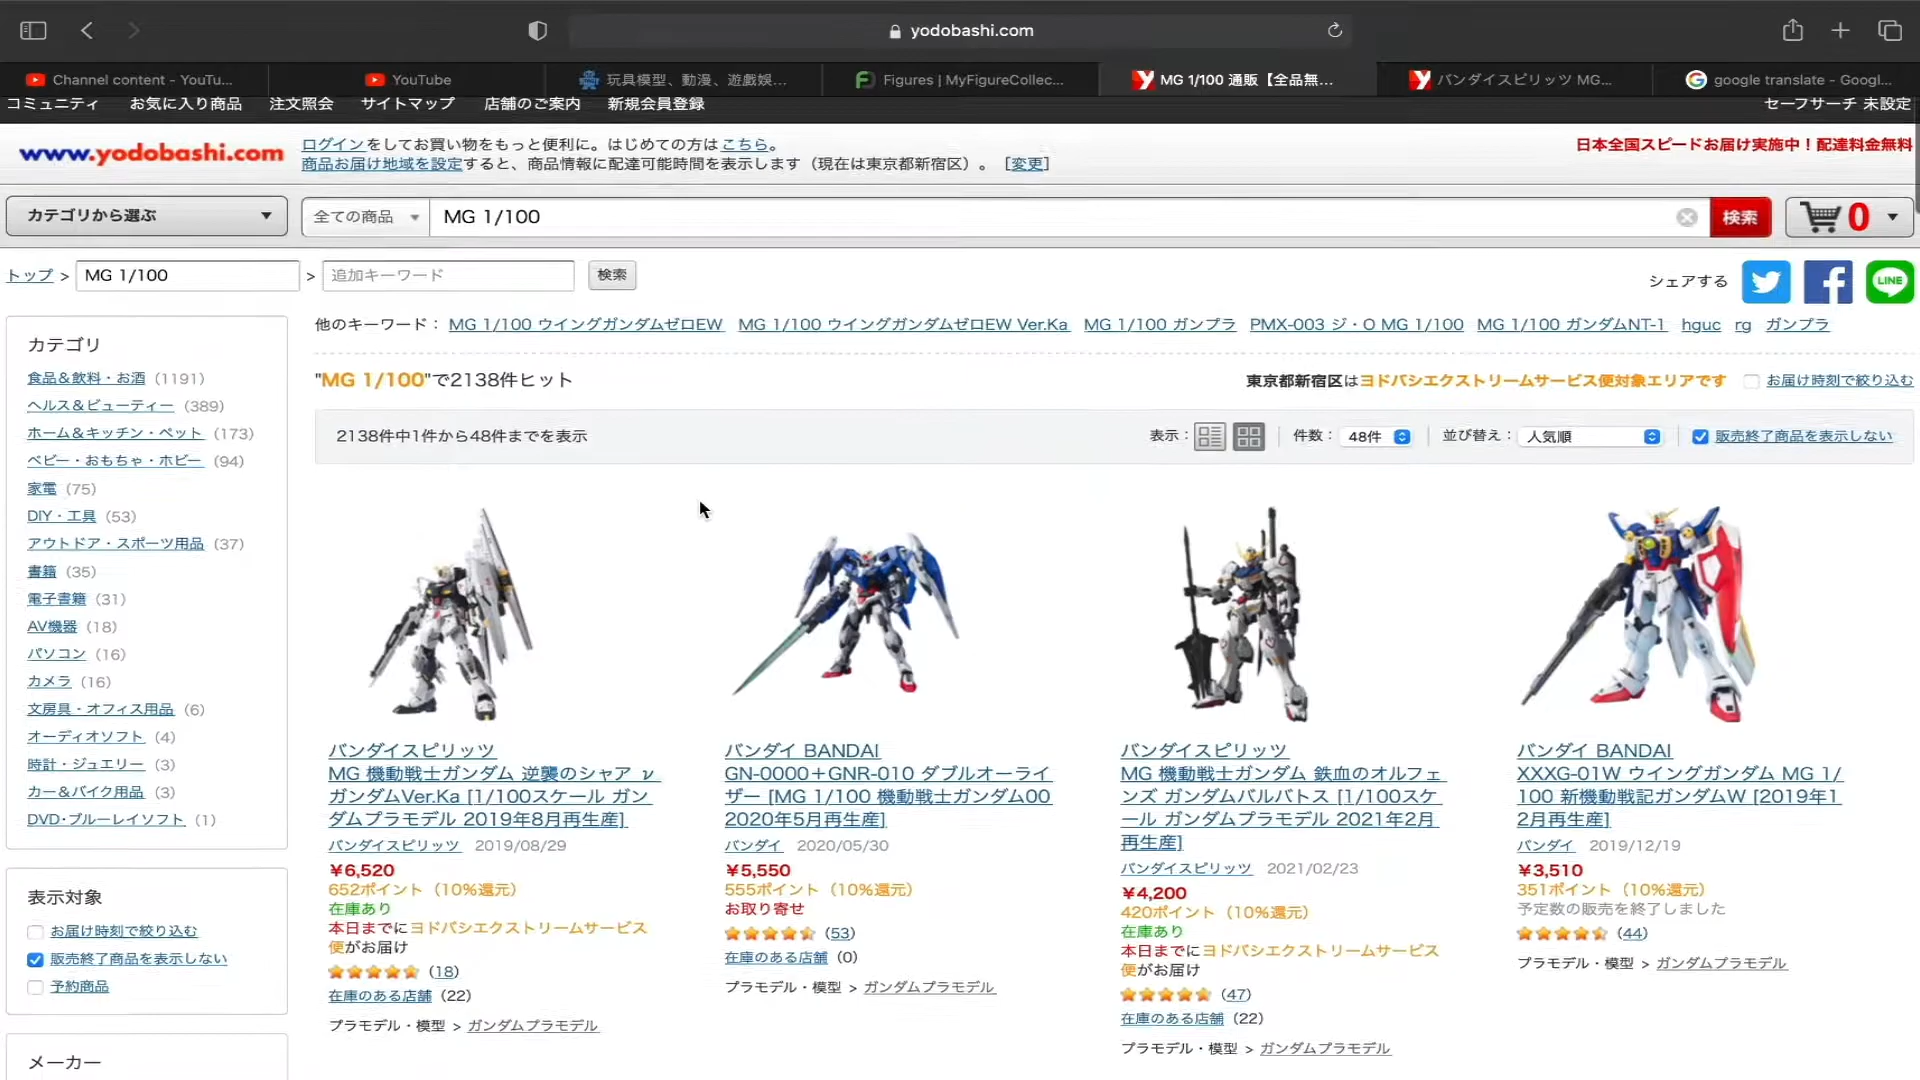 yodobashi.com
Channel content - YouTu...
YouTube
玩具模型、動漫、遊戲娛...
Figures | MyFigureCollec...
MG 1/100 通販【全品無...
バンダイスピリッツ MG...
google translate - Googl...
コミュニティ お気に入り商品 注文照会 サイトマップ 店舗のご案内 新規会員登録
セーフサーチ 未設定
www.yodobashi.com
ログインをしてお買い物をもっと便利に。はじめての方はこちら。
商品お届け地域を設定すると、商品情報に配達可能時間を表示します（現在は東京都新宿区）。 [変更]
日本全国スピードお届け実施中！配達料金無料
カテゴリから選ぶ
全ての商品
MG 1/100
検索
0
トップ > MG 1/100 > 追加キーワード 検索
シェアする
LINE
他のキーワード： MG 1/100 ウイングガンダムゼロEW MG 1/100 ウイングガンダムゼロEW Ver.Ka MG 1/100 ガンプラ PMX-003 ジ・O MG 1/100 MG 1/100 ガンダムNT-1 hguc rg ガンプラ
"MG 1/100"で2138件ヒット
東京都新宿区はヨドバシエクストリームサービス便対象エリアです
お届け時刻で絞り込む
2138件中1件から48件までを表示
表示： 件数： 48件 並び替え： 人気順 販売終了商品を表示しない
カテゴリ
食品&飲料・お酒 (1191)
ヘルス&ビューティー (389)
ホーム&キッチン・ペット (173)
ベビー・おもちゃ・ホビー (94)
家電 (75)
DIY・工具 (53)
アウトドア・スポーツ用品 (37)
書籍 (35)
電子書籍 (31)
AV機器 (18)
パソコン (16)
カメラ (16)
文房具・オフィス用品 (6)
オーディオソフト (4)
時計・ジュエリー (3)
カー&バイク用品 (3)
DVD・ブルーレイソフト (1)
表示対象
お届け時刻で絞り込む
販売終了商品を表示しない
予約商品
メーカー
バンダイスピリッツ
MG 機動戦士ガンダム 逆襲のシャア ν
ガンダムVer.Ka [1/100スケール ガン
ダムプラモデル 2019年8月再生産]
バンダイスピリッツ 2019/08/29
￥6,520
652ポイント（10%還元）
在庫あり
本日までにヨドバシエクストリームサービス
便がお届け
(18)
在庫のある店舗 (22)
プラモデル・模型 > ガンダムプラモデル
バンダイ BANDAI
GN-0000＋GNR-010 ダブルオーライ
ザー [MG 1/100 機動戦士ガンダム00
2020年5月再生産]
バンダイ 2020/05/30
￥5,550
555ポイント（10%還元）
お取り寄せ
(53)
在庫のある店舗 (0)
プラモデル・模型 > ガンダムプラモデル
バンダイスピリッツ
MG 機動戦士ガンダム 鉄血のオルフェ
ンズ ガンダムバルバトス [1/100スケ
ール ガンダムプラモデル 2021年2月
再生産]
バンダイスピリッツ 2021/02/23
￥4,200
420ポイント（10%還元）
在庫あり
本日までにヨドバシエクストリームサービス
便がお届け
(47)
在庫のある店舗 (22)
プラモデル・模型 > ガンダムプラモデル
バンダイ BANDAI
XXXG-01W ウイングガンダム MG 1/
100 新機動戦記ガンダムW [2019年1
2月再生産]
バンダイ 2019/12/19
￥3,510
351ポイント（10%還元）
予定数の販売を終了しました
(44)
プラモデル・模型 > ガンダムプラモデル